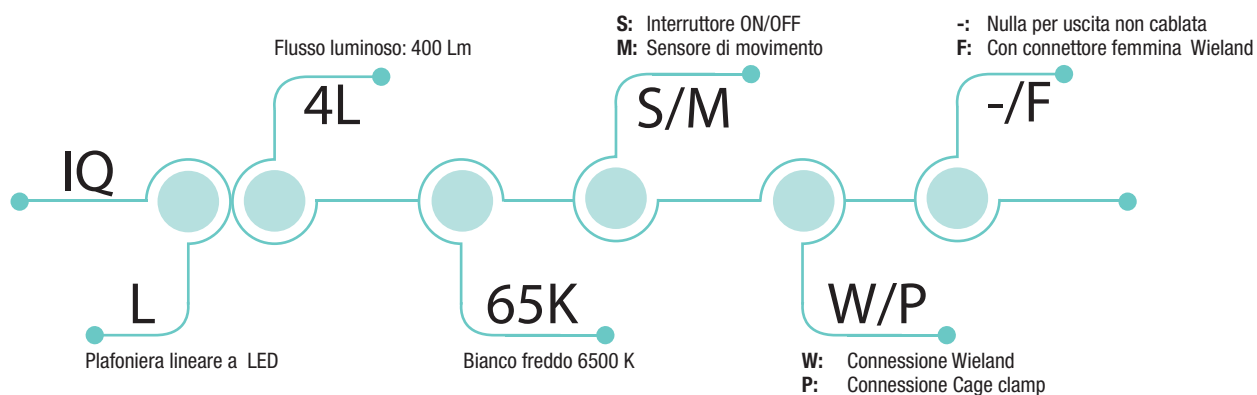 S: Interruttore ON/OFF
M: Sensore di movimento
-: Nulla per uscita non cablata
F: Con connettore femmina Wieland
Flusso luminoso: 400 Lm
4L
S/M
-/F
IQ
L
65K
W/P
Plafoniera lineare a LED
Bianco freddo 6500 K
W: Connessione Wieland
P: Connessione Cage clamp